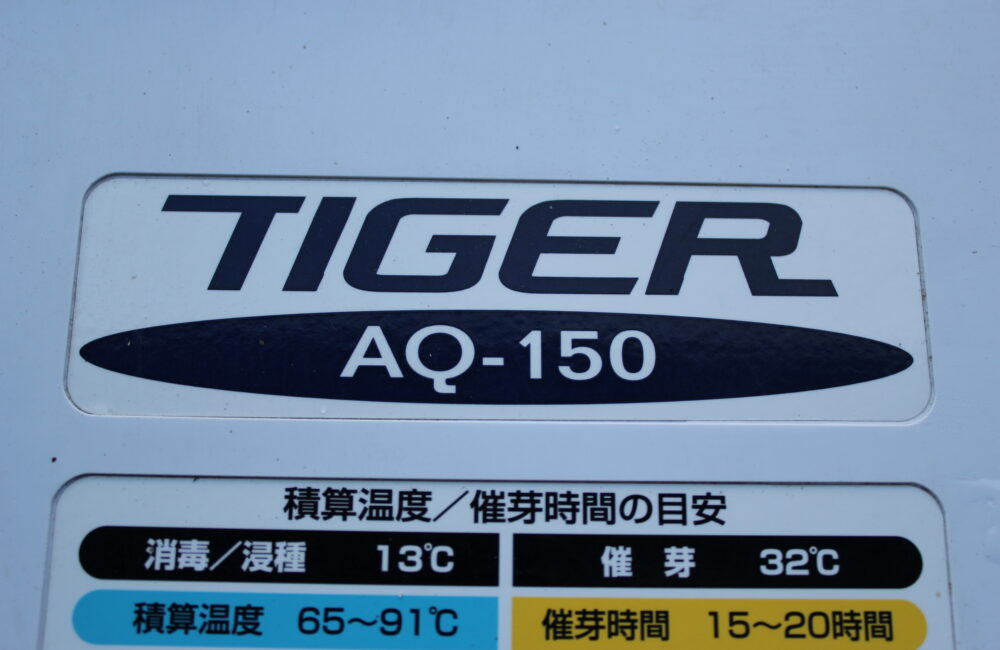 TIGER
AQ-150
積算温度／催芽時間の目安
消毒／浸種 13℃ 催 芽 32℃
積算温度 65〜91℃ 催芽時間 15〜20時間